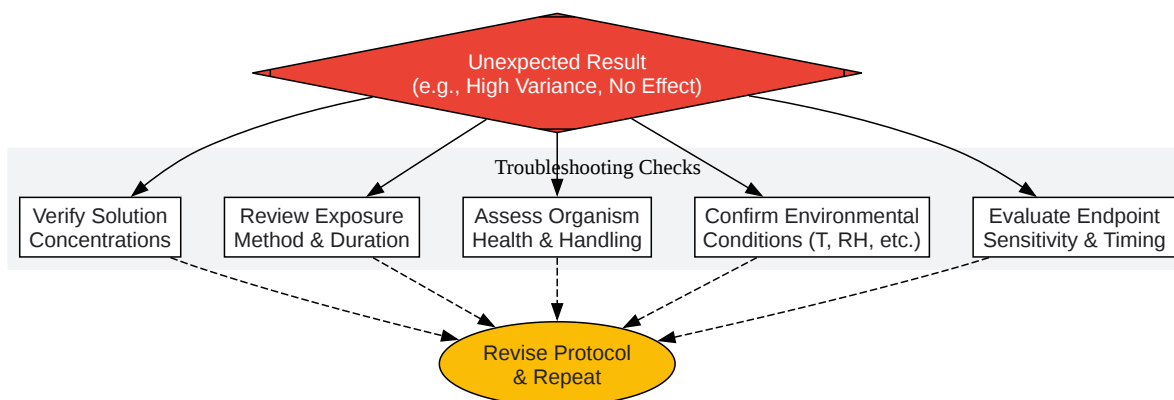 Unexpected Result
(e.g., High Variance, No Effect)
Troubleshooting Checks
Verify Solution
Concentrations
Review Exposure
Method & Duration
Assess Organism
Health & Handling
Confirm Environmental
Conditions (T, RH, etc.)
Evaluate Endpoint
Sensitivity & Timing
Revise Protocol
& Repeat